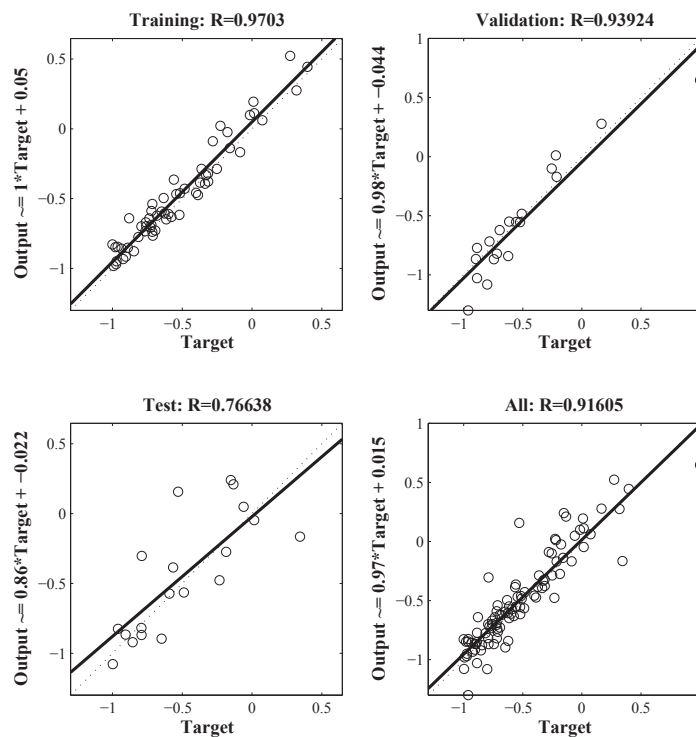 Training: R=0.9703
Output ~= 1*Target + 0.05
0.5
0
−0.5
−1
−1
−0.5
0
0.5
Target
Validation: R=0.93924
Output ~= 0.98*Target + −0.044
1
0.5
0
−0.5
−1
−1
−0.5
0
0.5
Target
Test: R=0.76638
Output ~= 0.86*Target + −0.022
0.5
0
−0.5
−1
−1
−0.5
0
0.5
Target
All: R=0.91605
Output ~= 0.97*Target + 0.015
1
0.5
0
−0.5
−1
−1
−0.5
0
0.5
Target